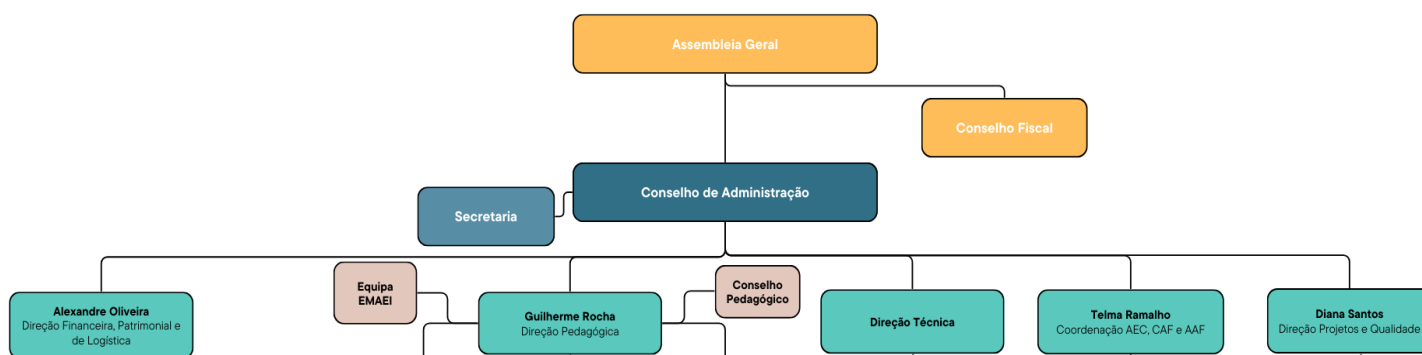 Assembleia Geral
Conselho Fiscal
Conselho de Administração
Secretaria
Equipa
EMAEI
Conselho
Pedagógico
Alexandre Oliveira
Direção Financeira, Patrimonial e
de Logística
Guilherme Rocha
Direção Pedagógica
Direção Técnica
Telma Ramalho
Coordenação AEC, CAF e AAF
Diana Santos
Direção Projetos e Qualidade